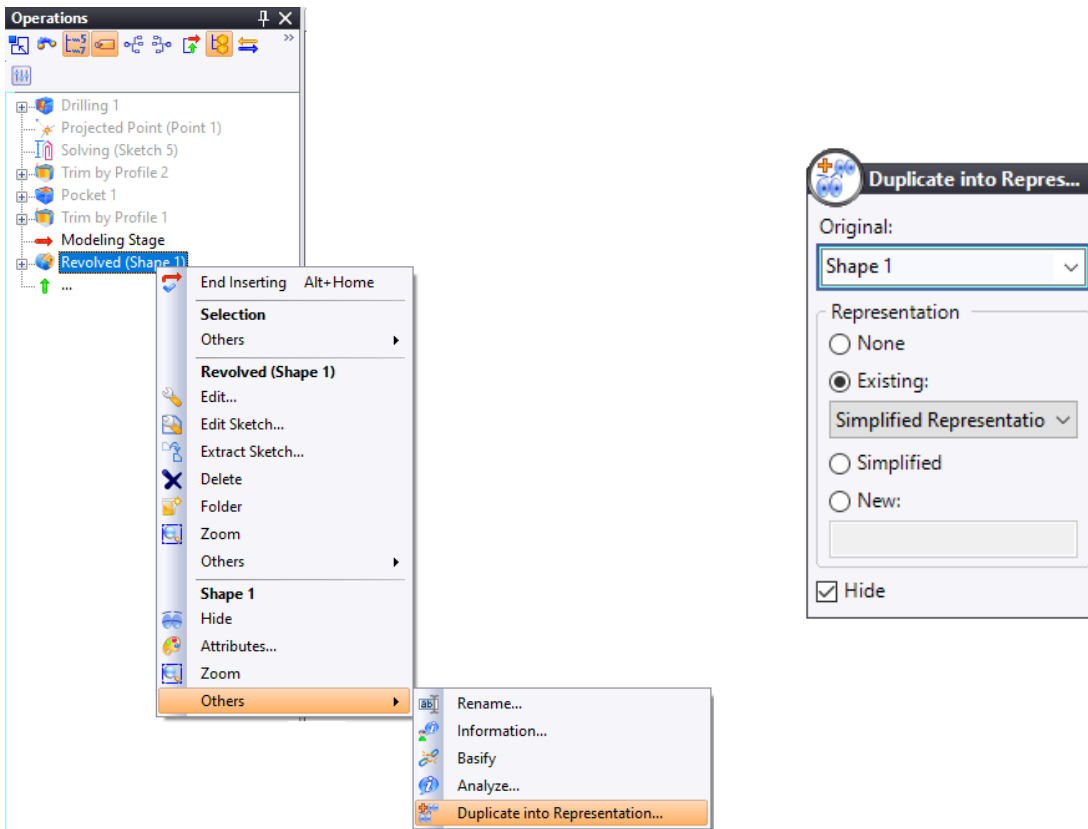 Operations
Drilling 1
Projected Point (Point 1)
Solving (Sketch 5)
Trim by Profile 2
Pocket 1
Trim by Profile 1
Modeling Stage
Revolved (Shape 1)
...
End Inserting Alt+Home
Selection
Others
Revolved (Shape 1)
Edit...
Edit Sketch...
Extract Sketch...
Delete
Folder
Zoom
Others
Shape 1
Hide
Attributes...
Zoom
Others
Rename...
Information...
Basify
Analyze...
Duplicate into Representation...
Duplicate into Repres...
Original:
Shape 1
Representation
None
Existing:
Simplified Representatio
Simplified
New:
Hide